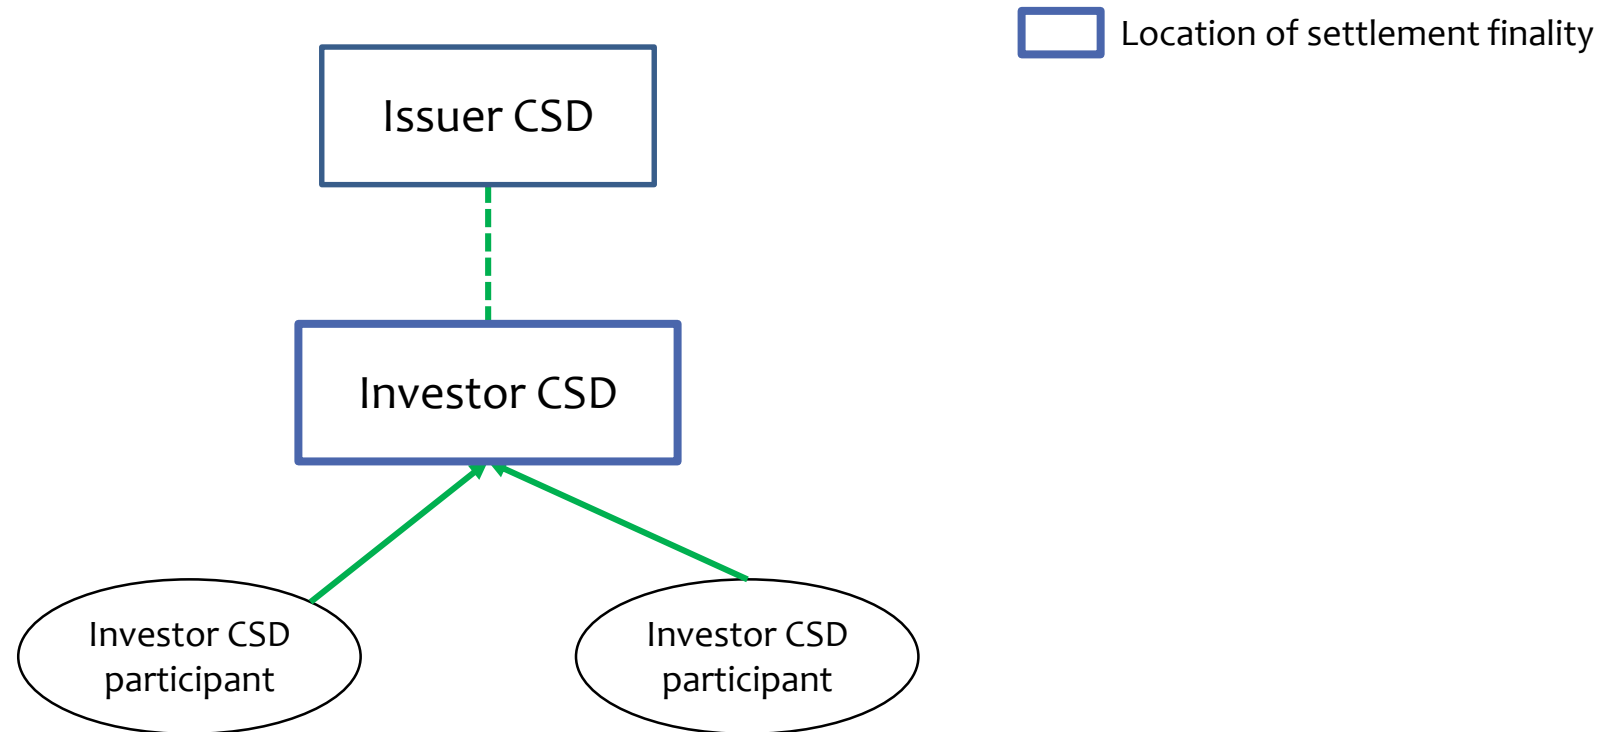 Location of settlement finality
Issuer CSD
Investor CSD
Investor CSD
participant
Investor CSD
participant